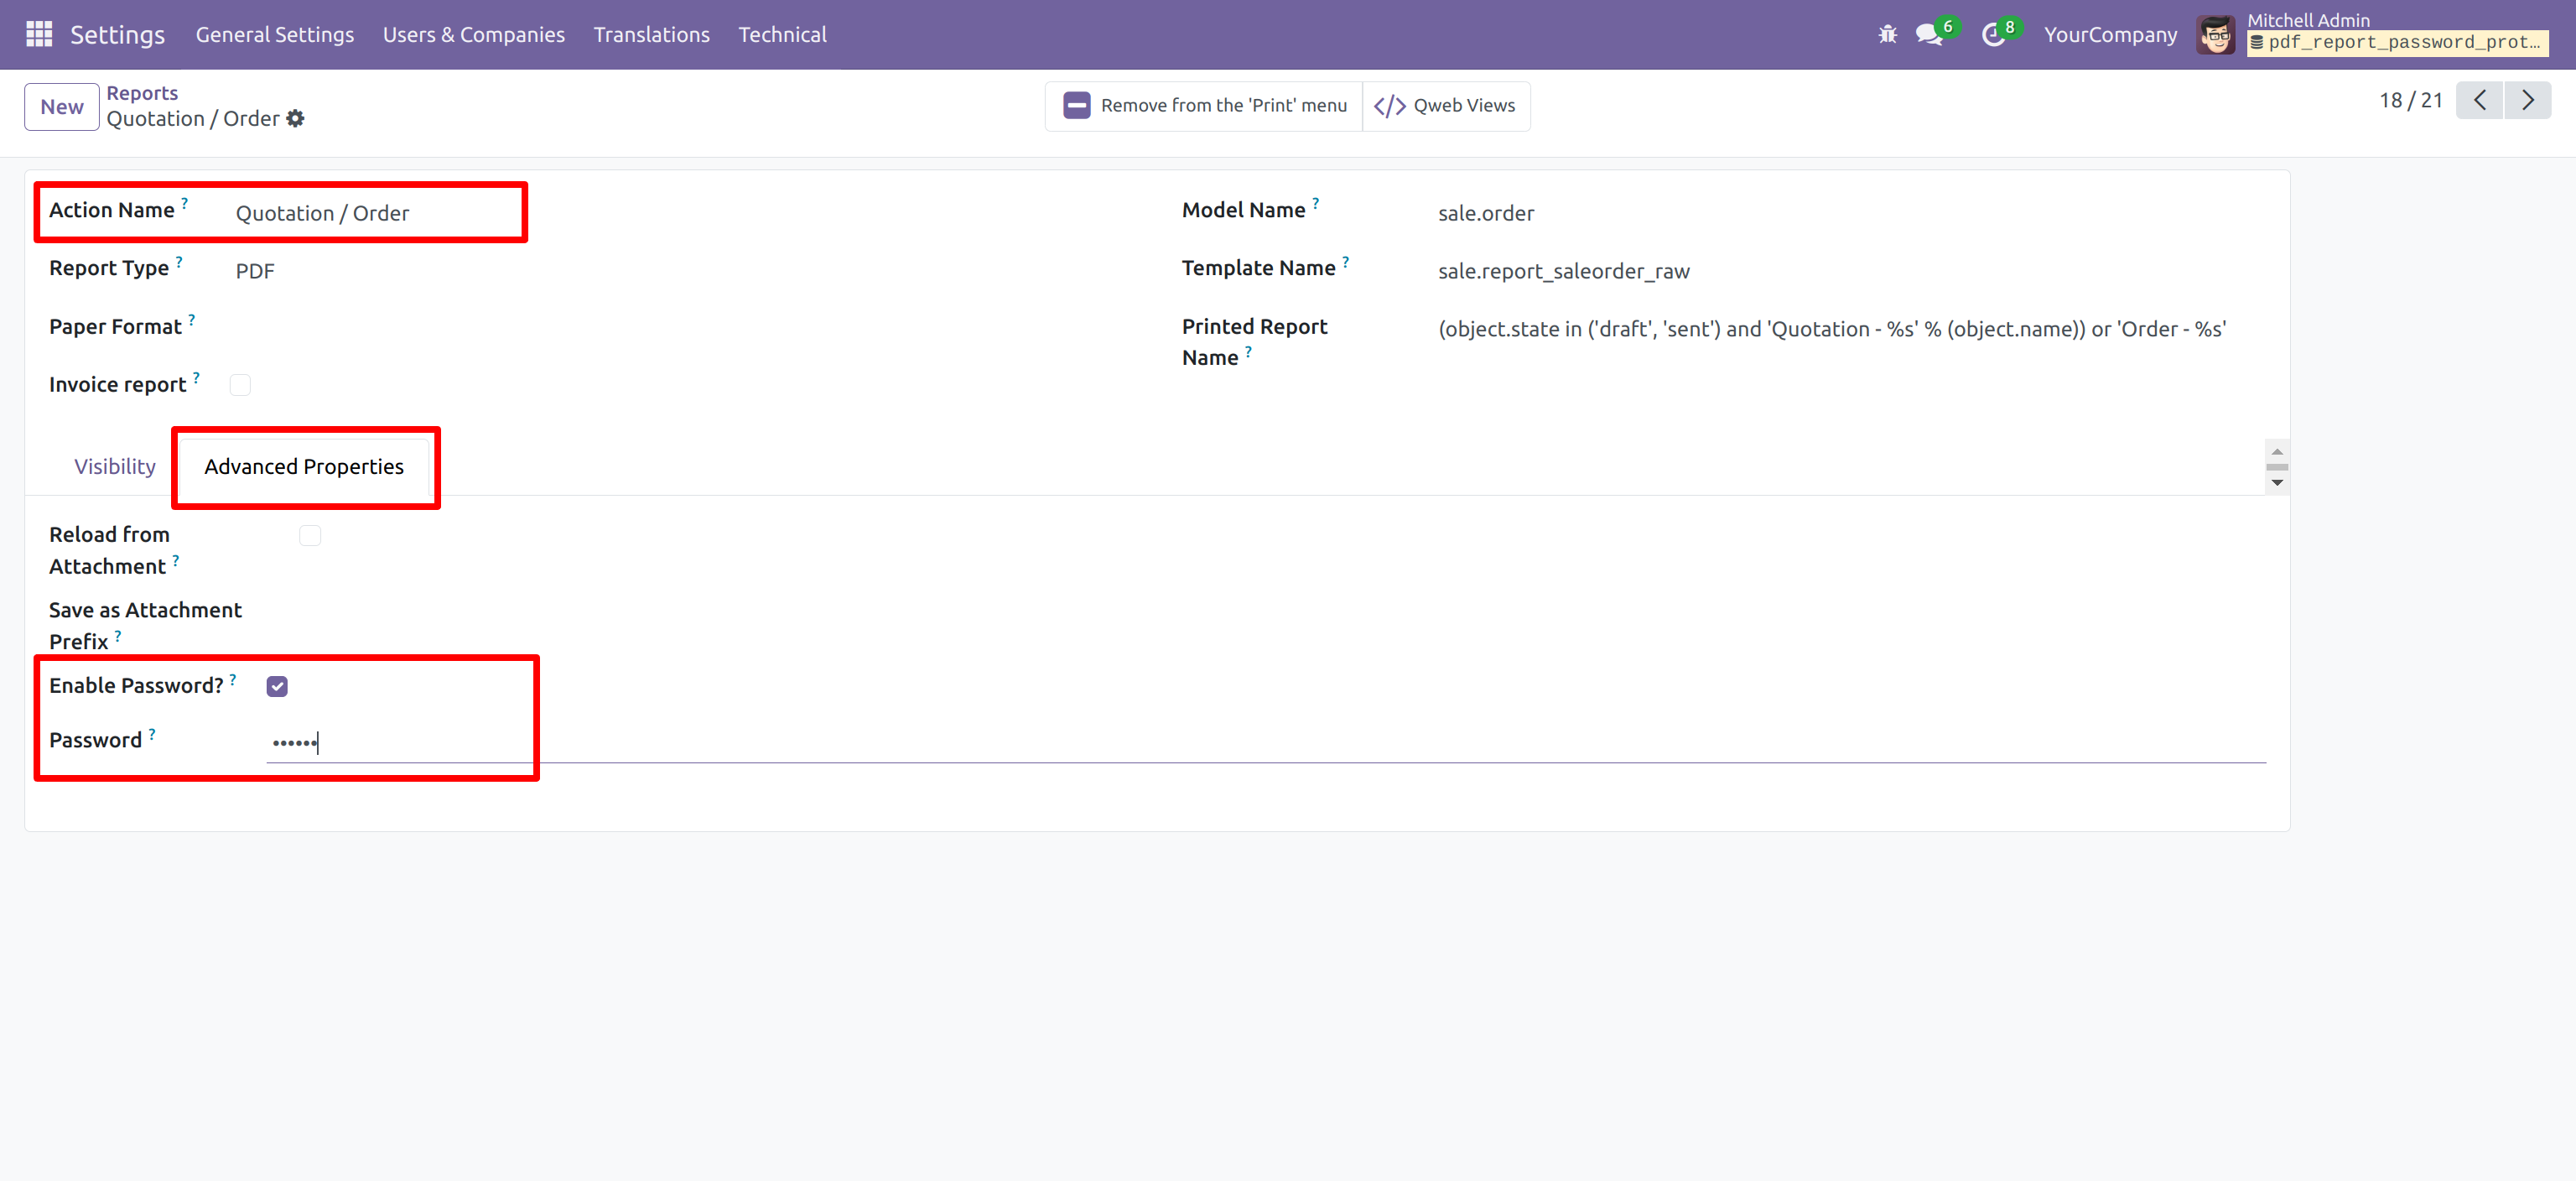 Settings General Settings Users & Companies Translations Technical 6 8 YourCompany Mitchell Admin
pdf_report_password_prot…
New Reports
Quotation / Order
Remove from the 'Print' menu Qweb Views 18 / 21
Action Name ? Quotation / Order
Model Name ? sale.order
Report Type ? PDF
Template Name ? sale.report_saleorder_raw
Paper Format ?
Printed Report
Name ? (object.state in ('draft', 'sent') and 'Quotation - %s' % (object.name)) or 'Order - %s'
Invoice report ?
Visibility Advanced Properties
Reload from
Attachment ?
Save as Attachment
Prefix ?
Enable Password? ?
Password ? ••••••